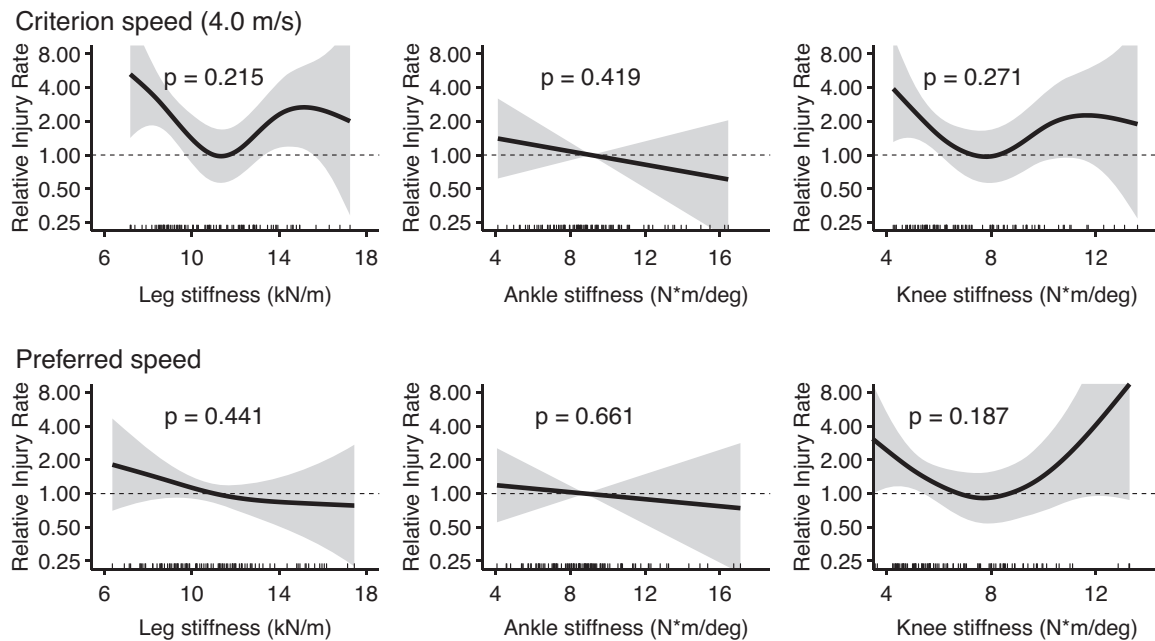 Criterion speed (4.0 m/s)
Relative Injury Rate
8.00
4.00
2.00
1.00
0.50
0.25
p = 0.215
6 10 14 18
Leg stiffness (kN/m)
Relative Injury Rate
8.00
4.00
2.00
1.00
0.50
0.25
p = 0.419
4 8 12 16
Ankle stiffness (N*m/deg)
Relative Injury Rate
8.00
4.00
2.00
1.00
0.50
0.25
p = 0.271
4 8 12
Knee stiffness (N*m/deg)
Preferred speed
Relative Injury Rate
8.00
4.00
2.00
1.00
0.50
0.25
p = 0.441
6 10 14 18
Leg stiffness (kN/m)
Relative Injury Rate
8.00
4.00
2.00
1.00
0.50
0.25
p = 0.661
4 8 12 16
Ankle stiffness (N*m/deg)
Relative Injury Rate
8.00
4.00
2.00
1.00
0.50
0.25
p = 0.187
4 8 12
Knee stiffness (N*m/deg)